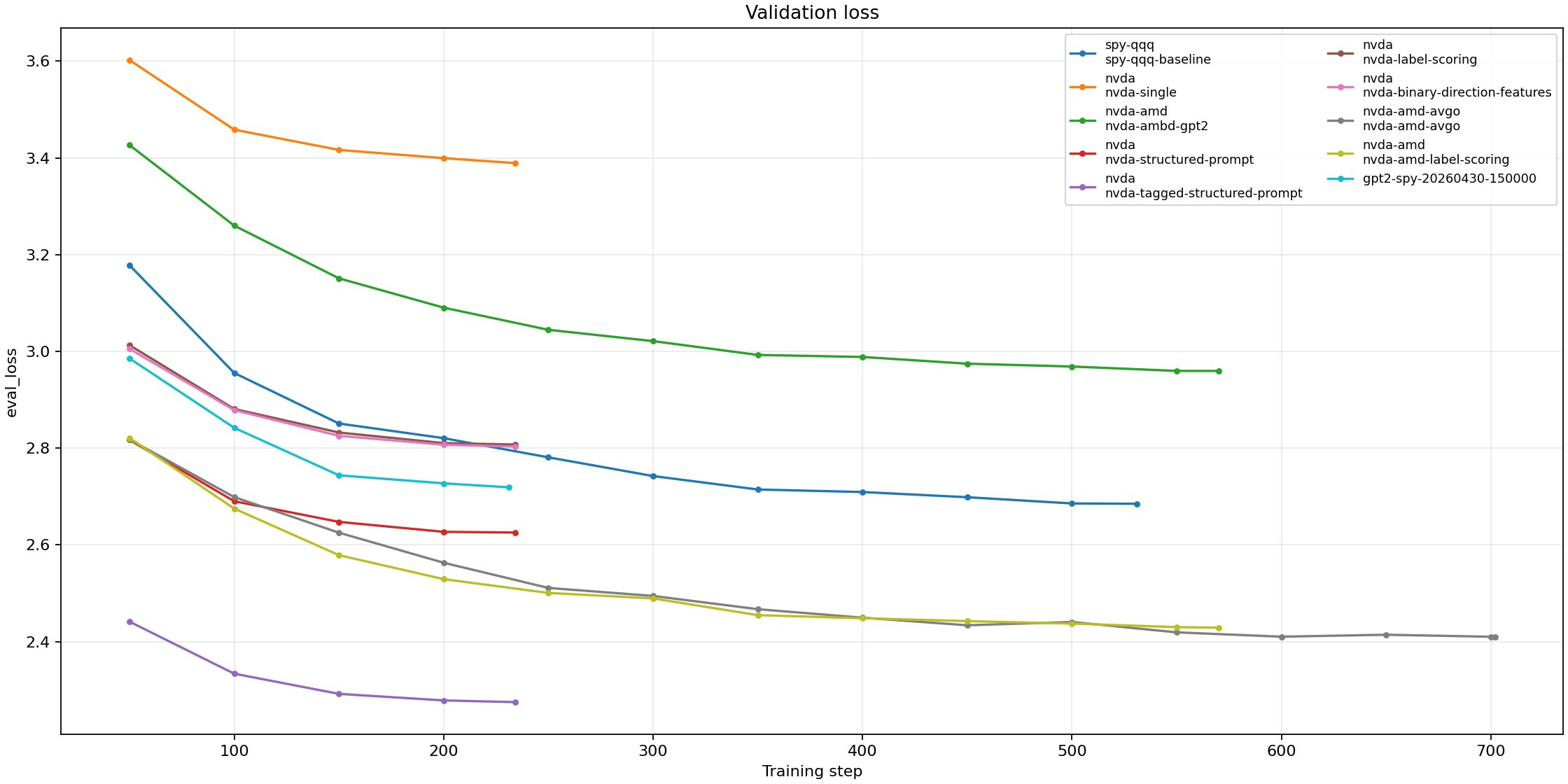 Validation loss
eval_loss
3.6
3.4
3.2
3.0
2.8
2.6
2.4
spy-qqq
spy-qqq-baseline
nvda
nvda-single
nvda-amd
nvda-ambd-gpt2
nvda
nvda-structured-prompt
nvda
nvda-tagged-structured-prompt
nvda
nvda-label-scoring
nvda
nvda-binary-direction-features
nvda-amd-avgo
nvda-amd-avgo
nvda-amd
nvda-amd-label-scoring
gpt2-spy-20260430-150000
100
200
300
400
500
600
700
Training step